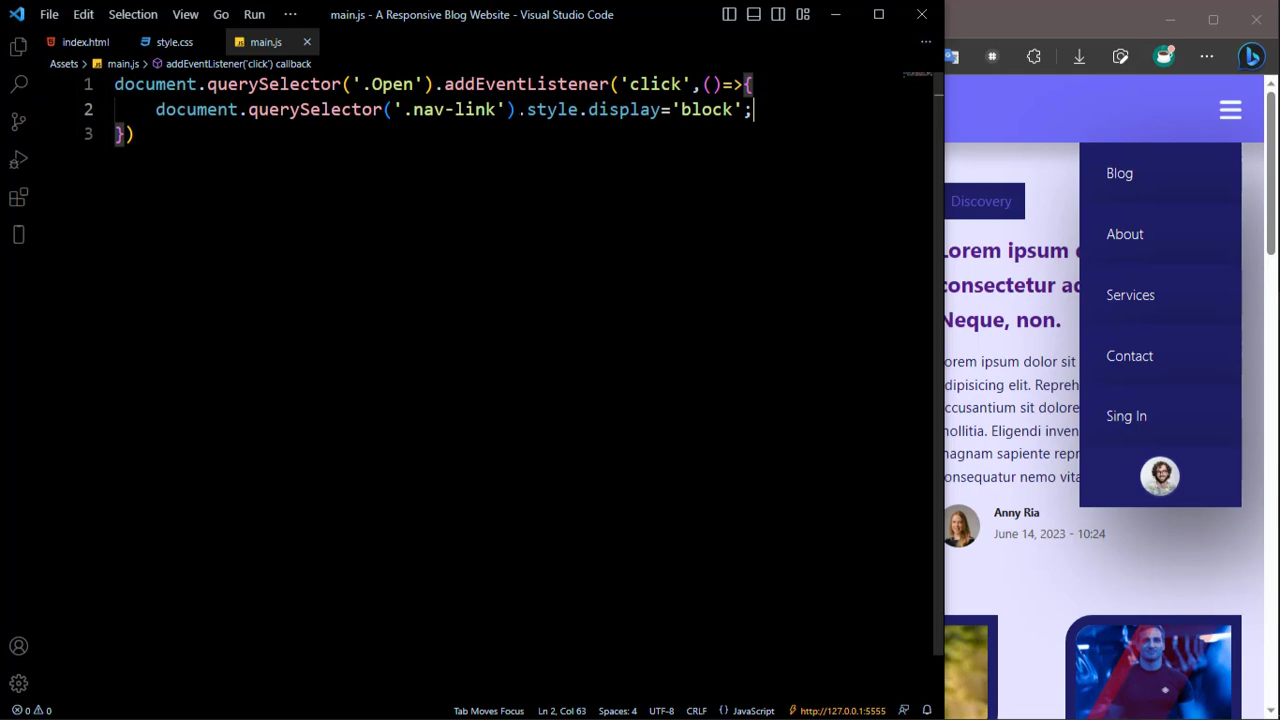 File Edit Selection View Go Run ··· main.js - A Responsive Blog Website - Visual Studio Code
index.html style.css main.js
Assets > main.js > addEventListener('click') callback
1 document.querySelector('.Open').addEventListener('click',()=>{
2 document.querySelector('.nav-link').style.display='block';
3 })
Blog
About
Services
Contact
Sing In
Discovery
Lorem ipsum
consectetur
Neque, non.
orem ipsum dolor sit
dipisicing elit. Repreh
accusantium sit dolore
mollitia. Eligendi inven
magnam sapiente repr
consequatur nemo vita
Anny Ria
June 14, 2023 - 10:24
0 0 Tab Moves Focus Ln 2, Col 63 Spaces: 4 UTF-8 CRLF { } JavaScript http://127.0.0.1:5555